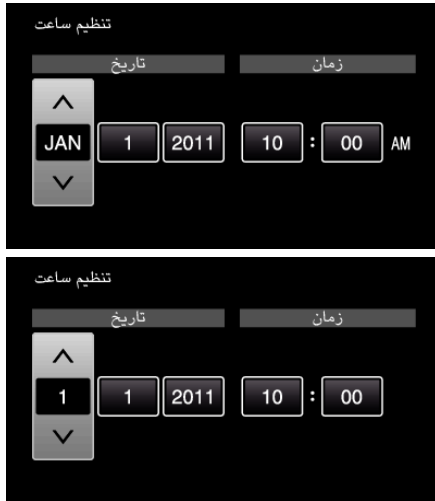 تنظیم ساعت
تاریخ زمان
JAN 1 2011 10 : 00 AM
تنظیم ساعت
تاریخ زمان
1 1 2011 10 : 00